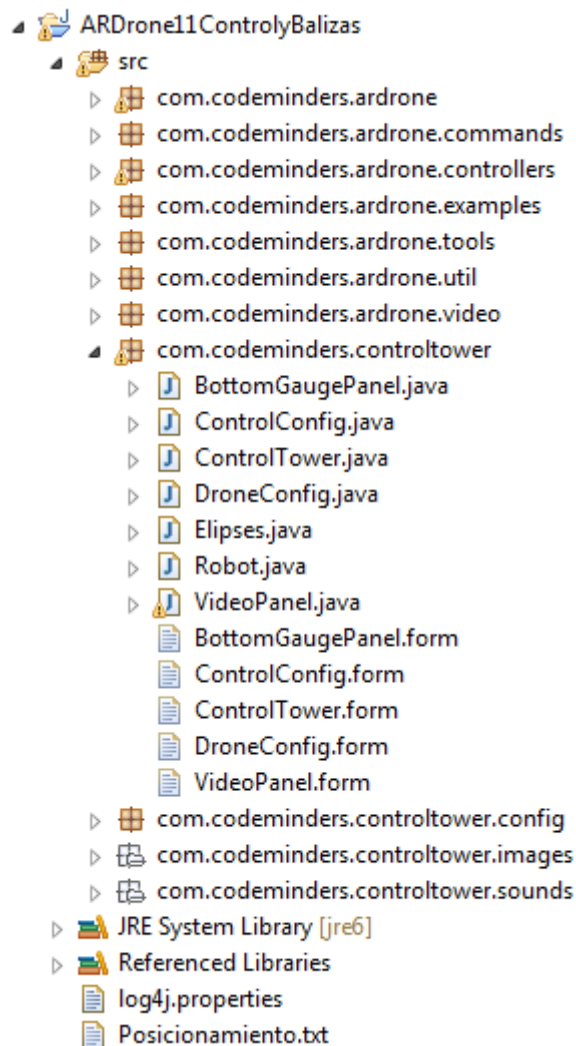 ARDrone11ControlyBalizas
src
com.codeminders.ardrone
com.codeminders.ardrone.commands
com.codeminders.ardrone.controllers
com.codeminders.ardrone.examples
com.codeminders.ardrone.tools
com.codeminders.ardrone.util
com.codeminders.ardrone.video
com.codeminders.controltower
BottomGaugePanel.java
ControlConfig.java
ControlTower.java
DroneConfig.java
Elipses.java
Robot.java
VideoPanel.java
BottomGaugePanel.form
ControlConfig.form
ControlTower.form
DroneConfig.form
VideoPanel.form
com.codeminders.controltower.config
com.codeminders.controltower.images
com.codeminders.controltower.sounds
JRE System Library [jre6]
Referenced Libraries
log4j.properties
Posicionamiento.txt